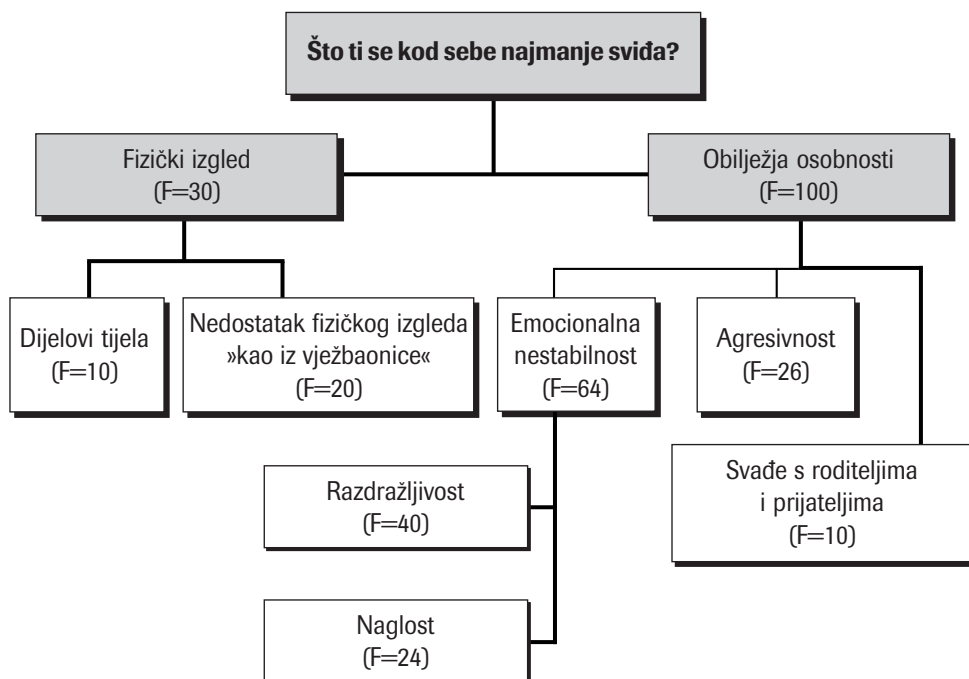 Što ti se kod sebe najmanje sviđa?
Fizički izgled
(F=30)
Obilježja osobnosti
(F=100)
Dijelovi tijela
(F=10)
Nedostatak fizičkog izgleda
»kao iz vježbaonice«
(F=20)
Emocionalna
nestabilnost
(F=64)
Agresivnost
(F=26)
Razdražljivost
(F=40)
Svađe s roditeljima
i prijateljima
(F=10)
Naglost
(F=24)